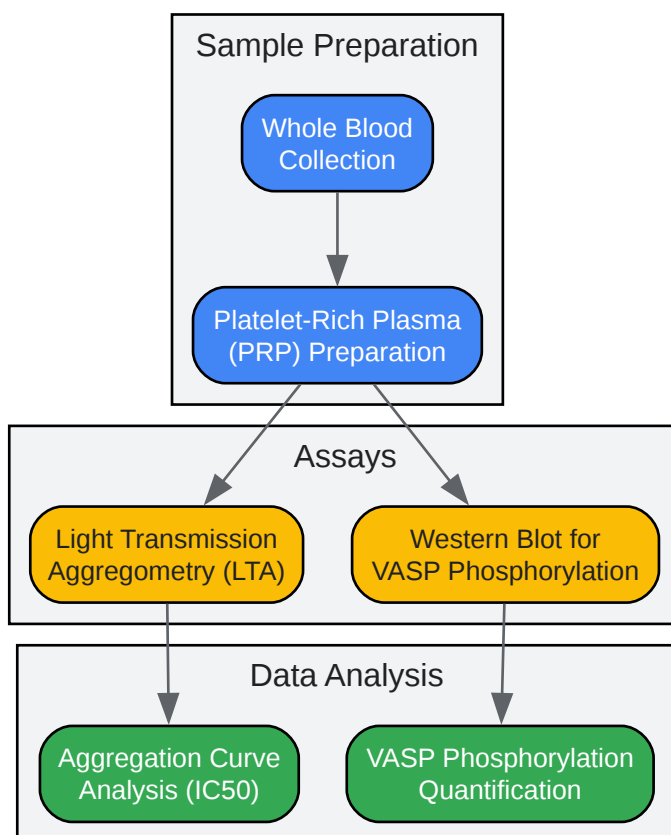 Sample Preparation
Whole Blood
Collection
Platelet-Rich Plasma
(PRP) Preparation
Assays
Light Transmission
Aggregometry (LTA)
Western Blot for
VASP Phosphorylation
Data Analysis
Aggregation Curve
Analysis (IC50)
VASP Phosphorylation
Quantification